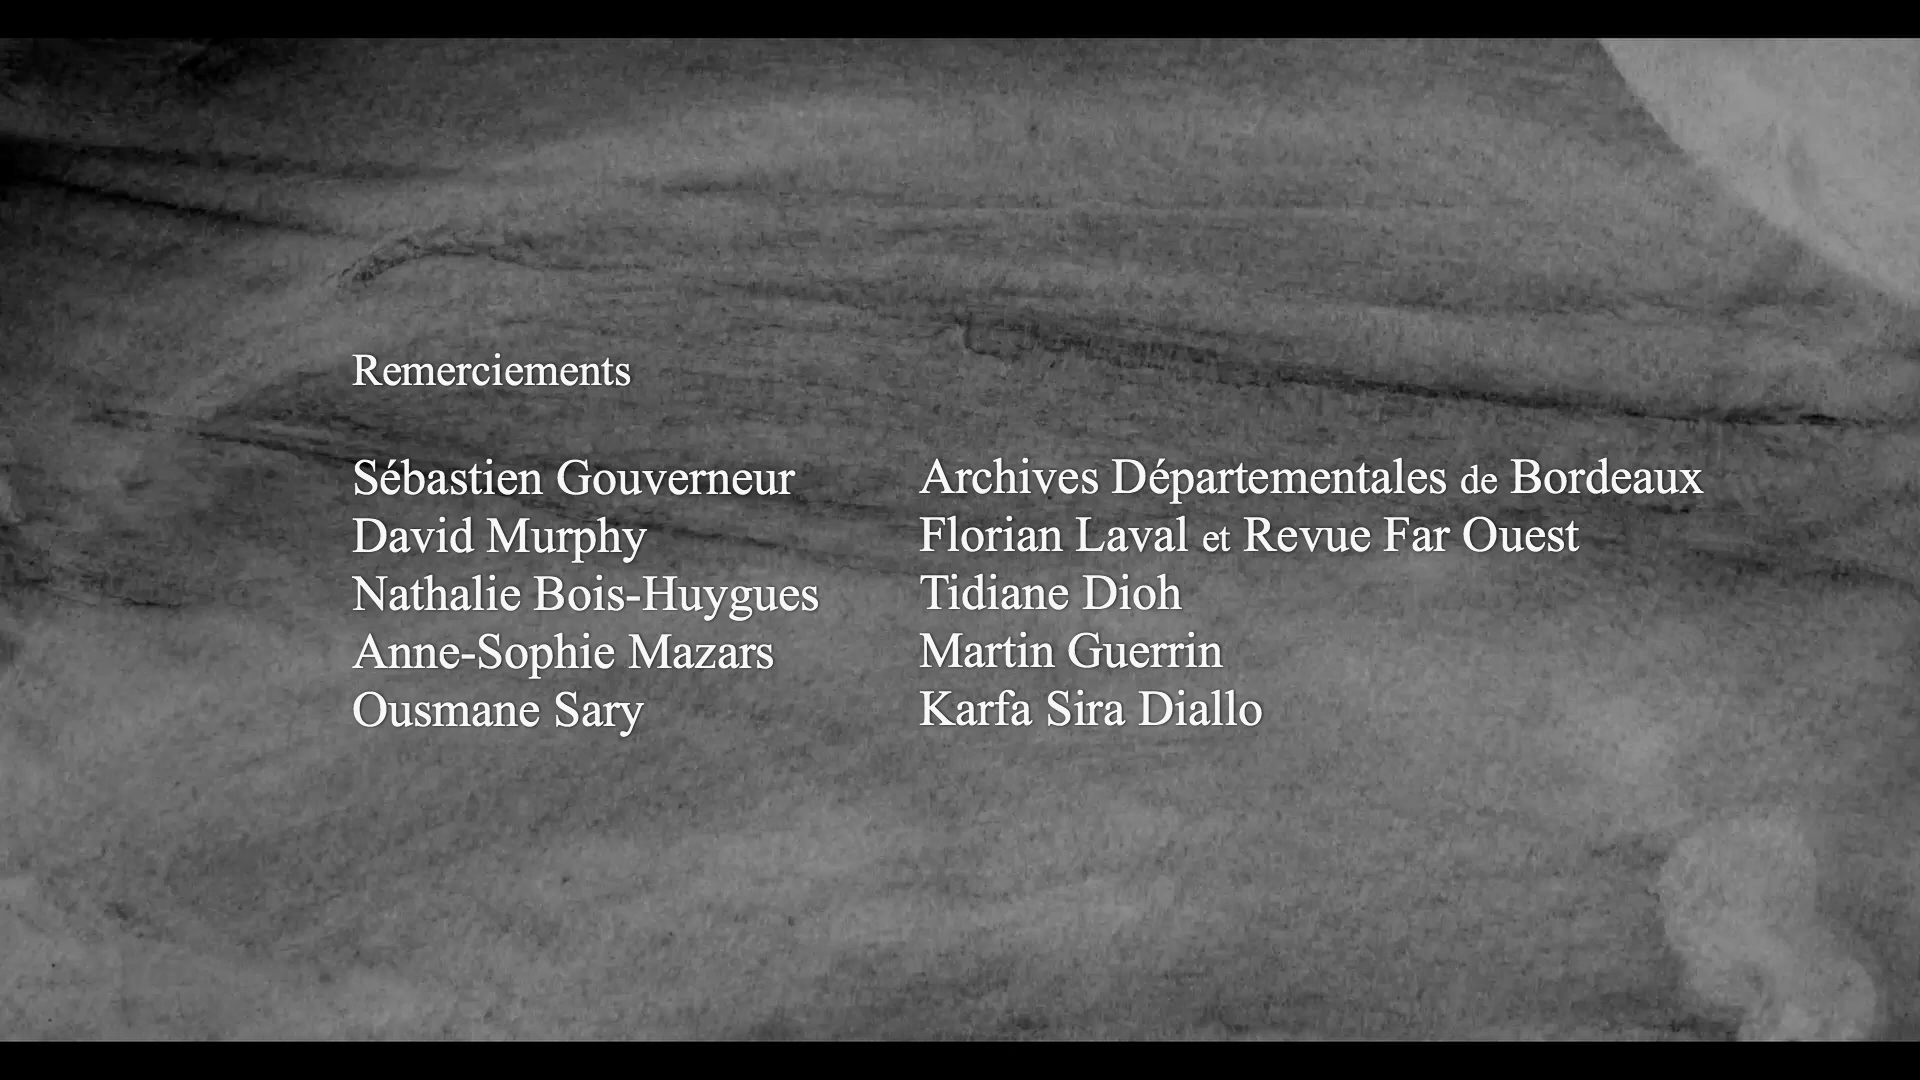 Remerciements
Sébastien Gouverneur
David Murphy
Nathalie Bois-Huygues
Anne-Sophie Mazars
Ousmane Sary
Archives Départementales de Bordeaux
Florian Laval et Revue Far Ouest
Tidiane Dioh
Martin Guerrin
Karfa Sira Diallo